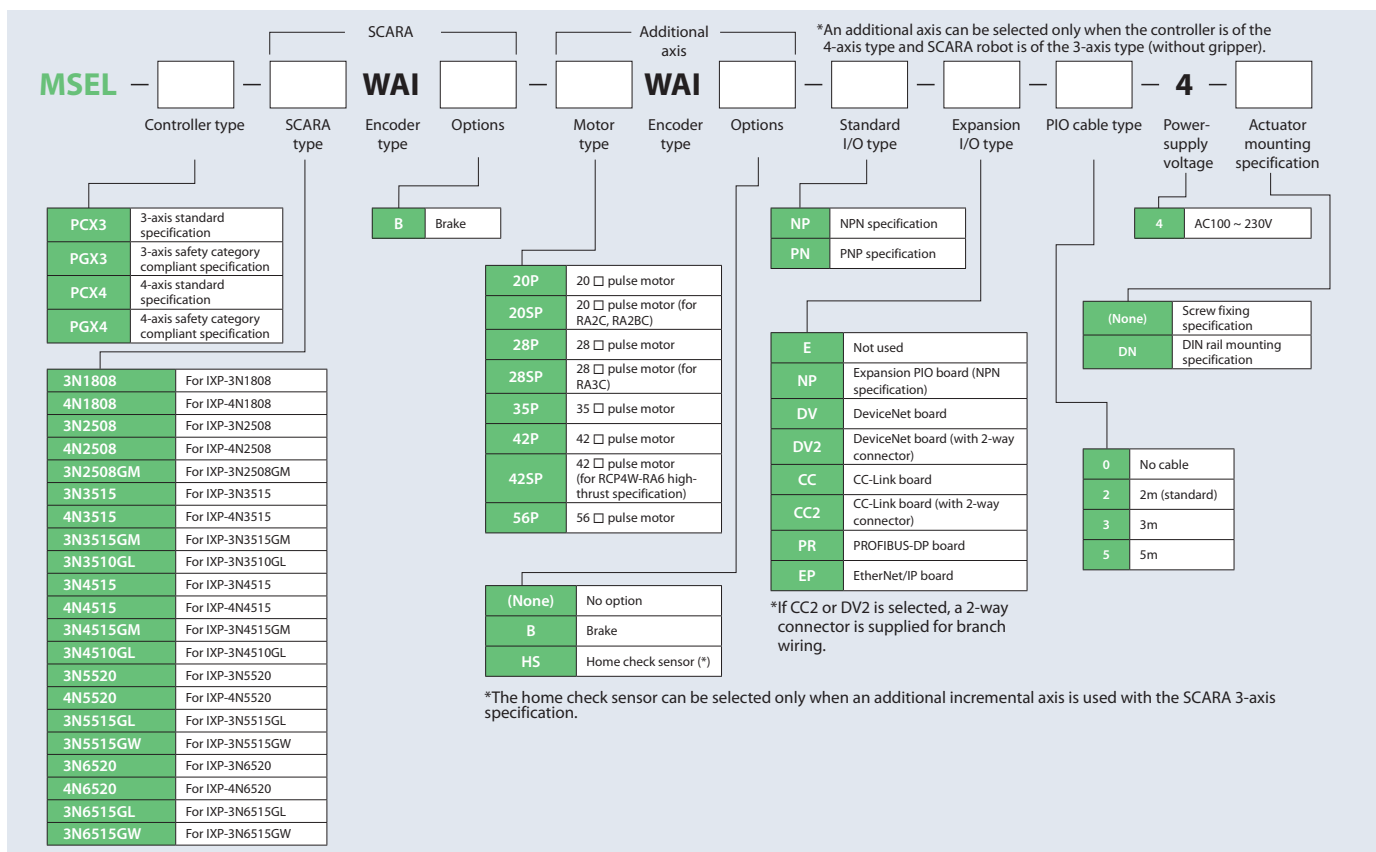 SCARA
Additional
axis
*An additional axis can be selected only when the controller is of the
4-axis type and SCARA robot is of the 3-axis type (without gripper).
MSEL – – WAI – WAI – – – – 4 –
Controller type
SCARA
type
Encoder
type
Options
Motor
type
Encoder
type
Options
Standard
I/O type
Expansion
I/O type
PIO cable type
Power-
supply
voltage
Actuator
mounting
specification
PCX3 3-axis standard
specification
PGX3 3-axis safety category
compliant specification
PCX4 4-axis standard
specification
PGX4 4-axis safety category
compliant specification
3N1808 For IXP-3N1808
4N1808 For IXP-4N1808
3N2508 For IXP-3N2508
4N2508 For IXP-4N2508
3N2508GM For IXP-3N2508GM
3N3515 For IXP-3N3515
4N3515 For IXP-4N3515
3N3515GM For IXP-3N3515GM
3N3510GL For IXP-3N3510GL
3N4515 For IXP-3N4515
4N4515 For IXP-4N4515
3N4515GM For IXP-3N4515GM
3N4510GL For IXP-3N4510GL
3N5520 For IXP-3N5520
4N5520 For IXP-4N5520
3N5515GL For IXP-3N5515GL
3N5515GW For IXP-3N5515GW
3N6520 For IXP-3N6520
4N6520 For IXP-4N6520
3N6515GL For IXP-3N6515GL
3N6515GW For IXP-3N6515GW
B Brake
20P 20 □ pulse motor
20SP 20 □ pulse motor (for
RA2C, RA2BC)
28P 28 □ pulse motor
28SP 28 □ pulse motor (for
RA3C)
35P 35 □ pulse motor
42P 42 □ pulse motor
42SP 42 □ pulse motor
(for RCP4W-RA6 high-
thrust specification)
56P 56 □ pulse motor
(None) No option
B Brake
HS Home check sensor (*)
*The home check sensor can be selected only when an additional incremental axis is used with the SCARA 3-axis
specification.
NP NPN specification
PN PNP specification
E Not used
NP Expansion PIO board (NPN
specification)
DV DeviceNet board
DV2 DeviceNet board (with 2-way
connector)
CC CC-Link board
CC2 CC-Link board (with 2-way
connector)
PR PROFIBUS-DP board
EP EtherNet/IP board
*If CC2 or DV2 is selected, a 2-way
connector is supplied for branch
wiring.
4 AC100 ~ 230V
(None) Screw fixing
specification
DN DIN rail mounting
specification
0 No cable
2 2m (standard)
3 3m
5 5m